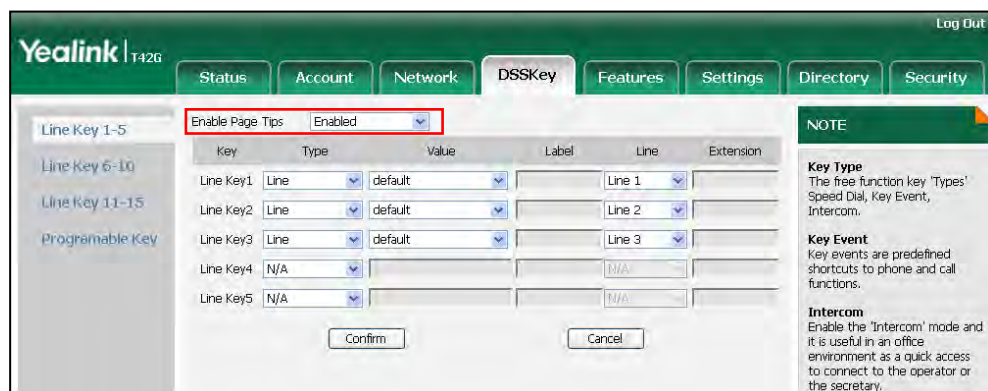 Log Out
Yealink T42G
Status Account Network DSSKey Features Settings Directory Security
Line Key 1-5
Line Key 6-10
Line Key 11-15
Programable Key
Enable Page Tips Enabled
Key Type Value Label Line Extension
Line Key1 Line default Line 1
Line Key2 Line default Line 2
Line Key3 Line default Line 3
Line Key4 N/A N/A
Line Key5 N/A N/A
Confirm Cancel
NOTE
Key Type
The free function key 'Types'
Speed Dial, Key Event,
Intercom.
Key Event
Key events are predefined
shortcuts to phone and call
functions.
Intercom
Enable the 'Intercom' mode and
it is useful in an office
environment as a quick access
to connect to the operator or
the secretary.